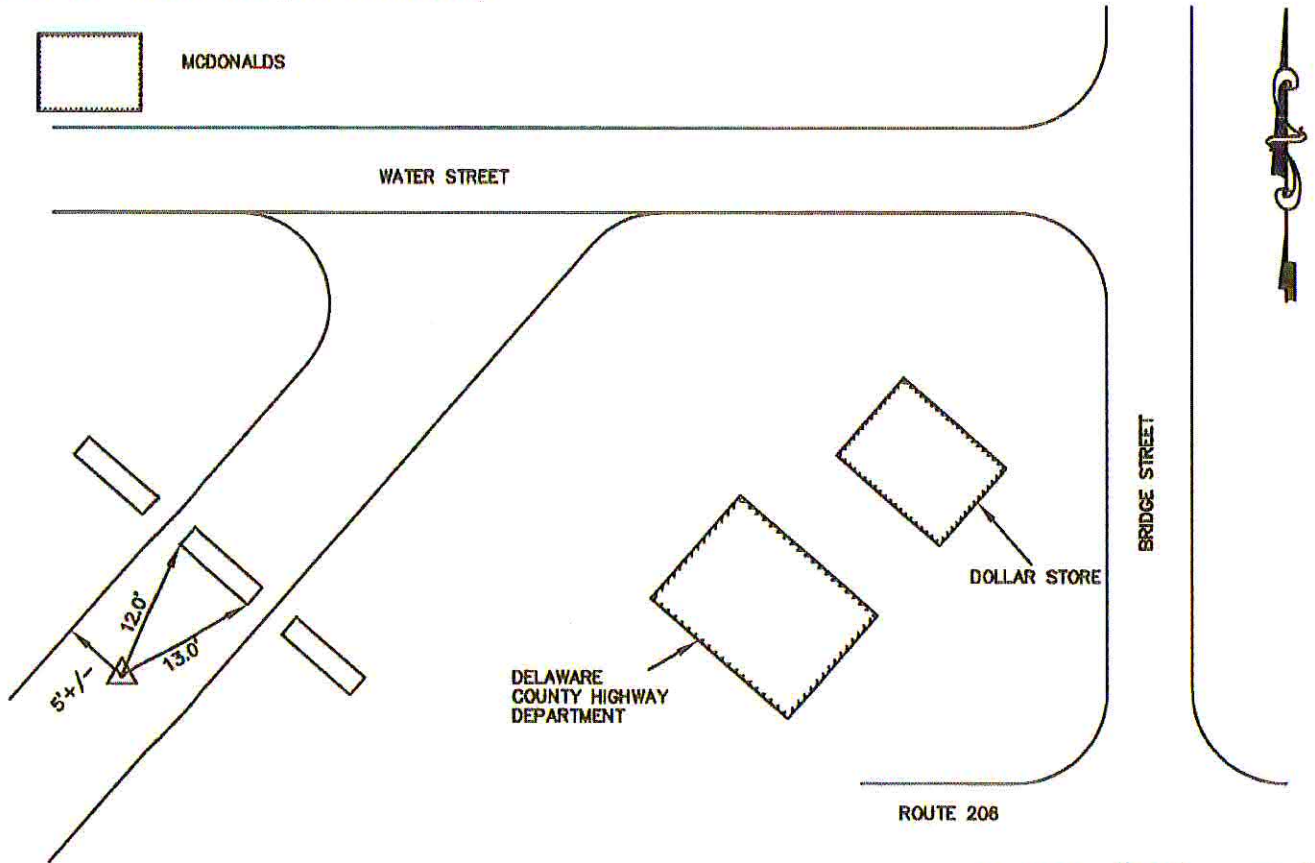 MCDONALDS
WATER STREET
BRIDGE STREET
DOLLAR STORE
12.0'
13.0'
5'+/-
DELAWARE
COUNTY HIGHWAY
DEPARTMENT
ROUTE 206